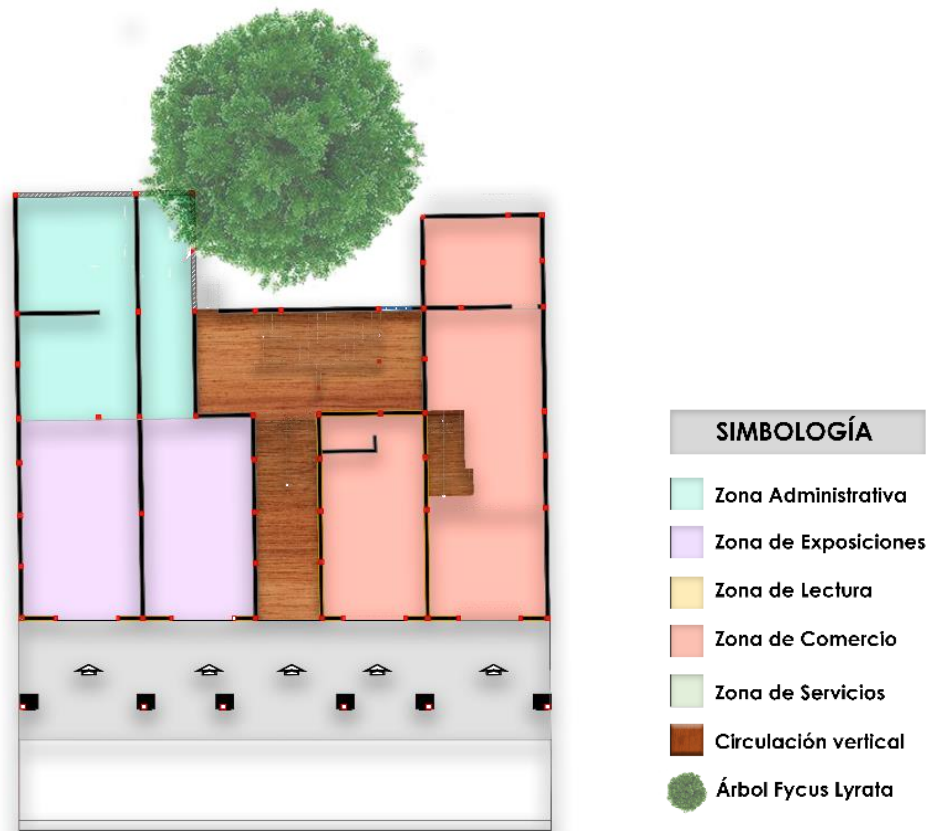 SIMBOLOGÍA
Zona Administrativa
Zona de Exposiciones
Zona de Lectura
Zona de Comercio
Zona de Servicios
Circulación vertical
Árbol Fycus Lyrata